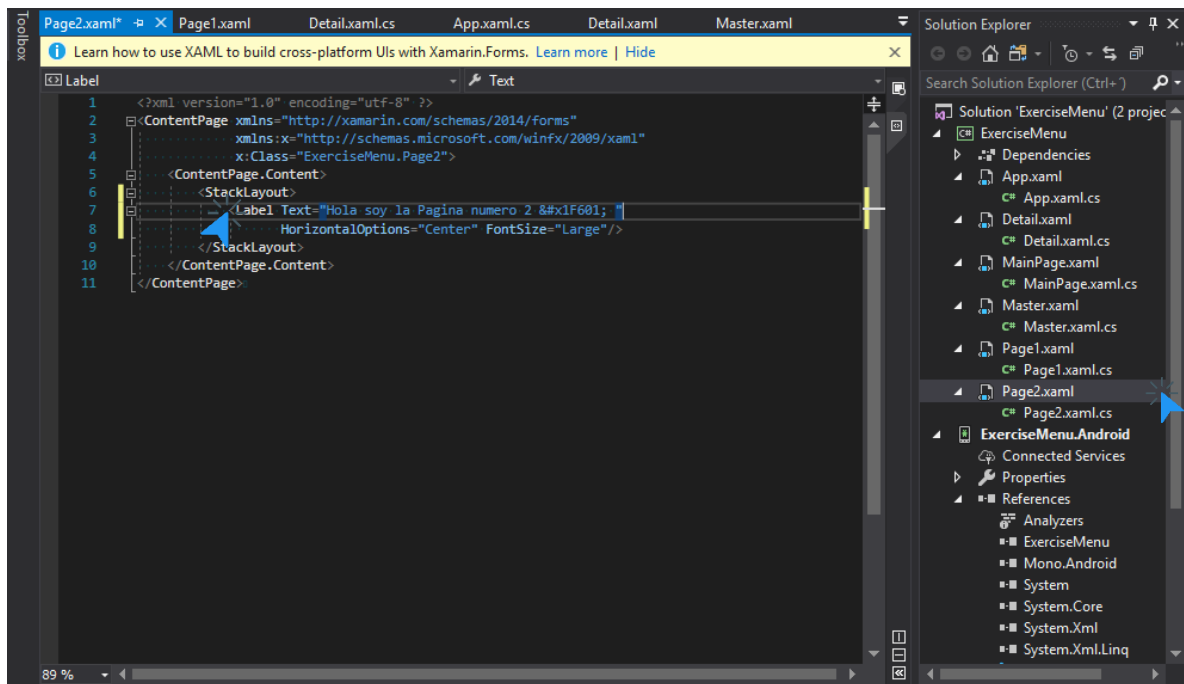 Toolbox
Page2.xaml* Page1.xaml Detail.xaml.cs App.xaml.cs Detail.xaml Master.xaml
Learn how to use XAML to build cross-platform UIs with Xamarin.Forms. Learn more | Hide
Label Text
1 <?xml version="1.0" encoding="utf-8" ?>
2 <ContentPage xmlns="http://xamarin.com/schemas/2014/forms"
3 xmlns:x="http://schemas.microsoft.com/winfx/2009/xaml"
4 x:Class="ExerciseMenu.Page2">
5 <ContentPage.Content>
6 <StackLayout>
7 <Label Text="Hola soy la Pagina numero 2 &#x1F601; "
8 HorizontalOptions="Center" FontSize="Large"/>
9 </StackLayout>
10 </ContentPage.Content>
11 </ContentPage>
89 %
Solution Explorer
Search Solution Explorer (Ctrl+´)
Solution 'ExerciseMenu' (2 projec
ExerciseMenu
Dependencies
App.xaml
App.xaml.cs
Detail.xaml
Detail.xaml.cs
MainPage.xaml
MainPage.xaml.cs
Master.xaml
Master.xaml.cs
Page1.xaml
Page1.xaml.cs
Page2.xaml
Page2.xaml.cs
ExerciseMenu.Android
Connected Services
Properties
References
Analyzers
ExerciseMenu
Mono.Android
System
System.Core
System.Xml
System.Xml.Linq